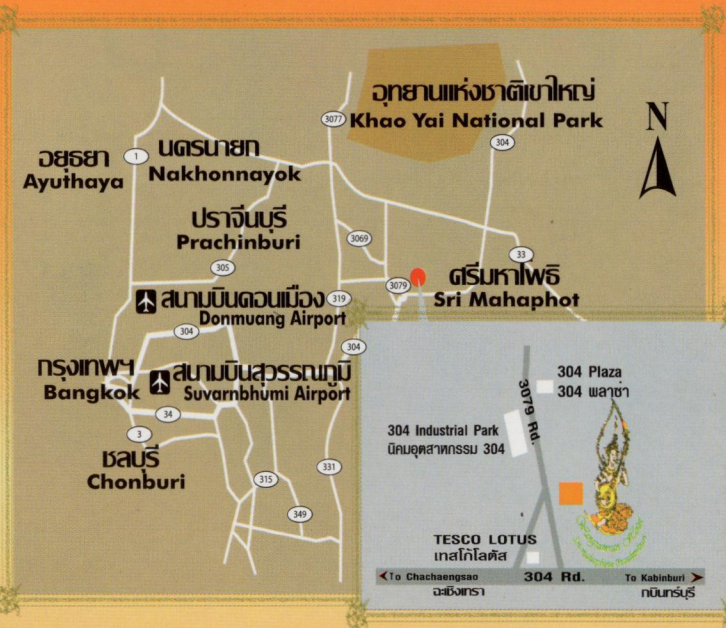 อุทยานแห่งชาติเขาใหญ่
Khao Yai National Park
3077
304
N
อยุธยา
Ayuthaya
1
นครนายก
Nakhonnayok
ปราจีนบุรี
Prachinburi
3069
33
305
3079
ศรีมหาโพธิ
Sri Mahaphot
สนามบินดอนเมือง
Donmuang Airport
319
304
304
กรุงเทพฯ
Bangkok
สนามบินสุวรรณภูมิ
Suvarnbhumi Airport
34
3
ชลบุรี
Chonburi
315
331
349
304 Plaza
304 พลาซ่า
3079 Rd.
304 Industrial Park
นิคมอุตสาหกรรม 304
TESCO LOTUS
เทสโก้โลตัส
To Chachaengsao
ฉะเชิงเทรา
304 Rd.
To Kabinburi
กบินทร์บุรี